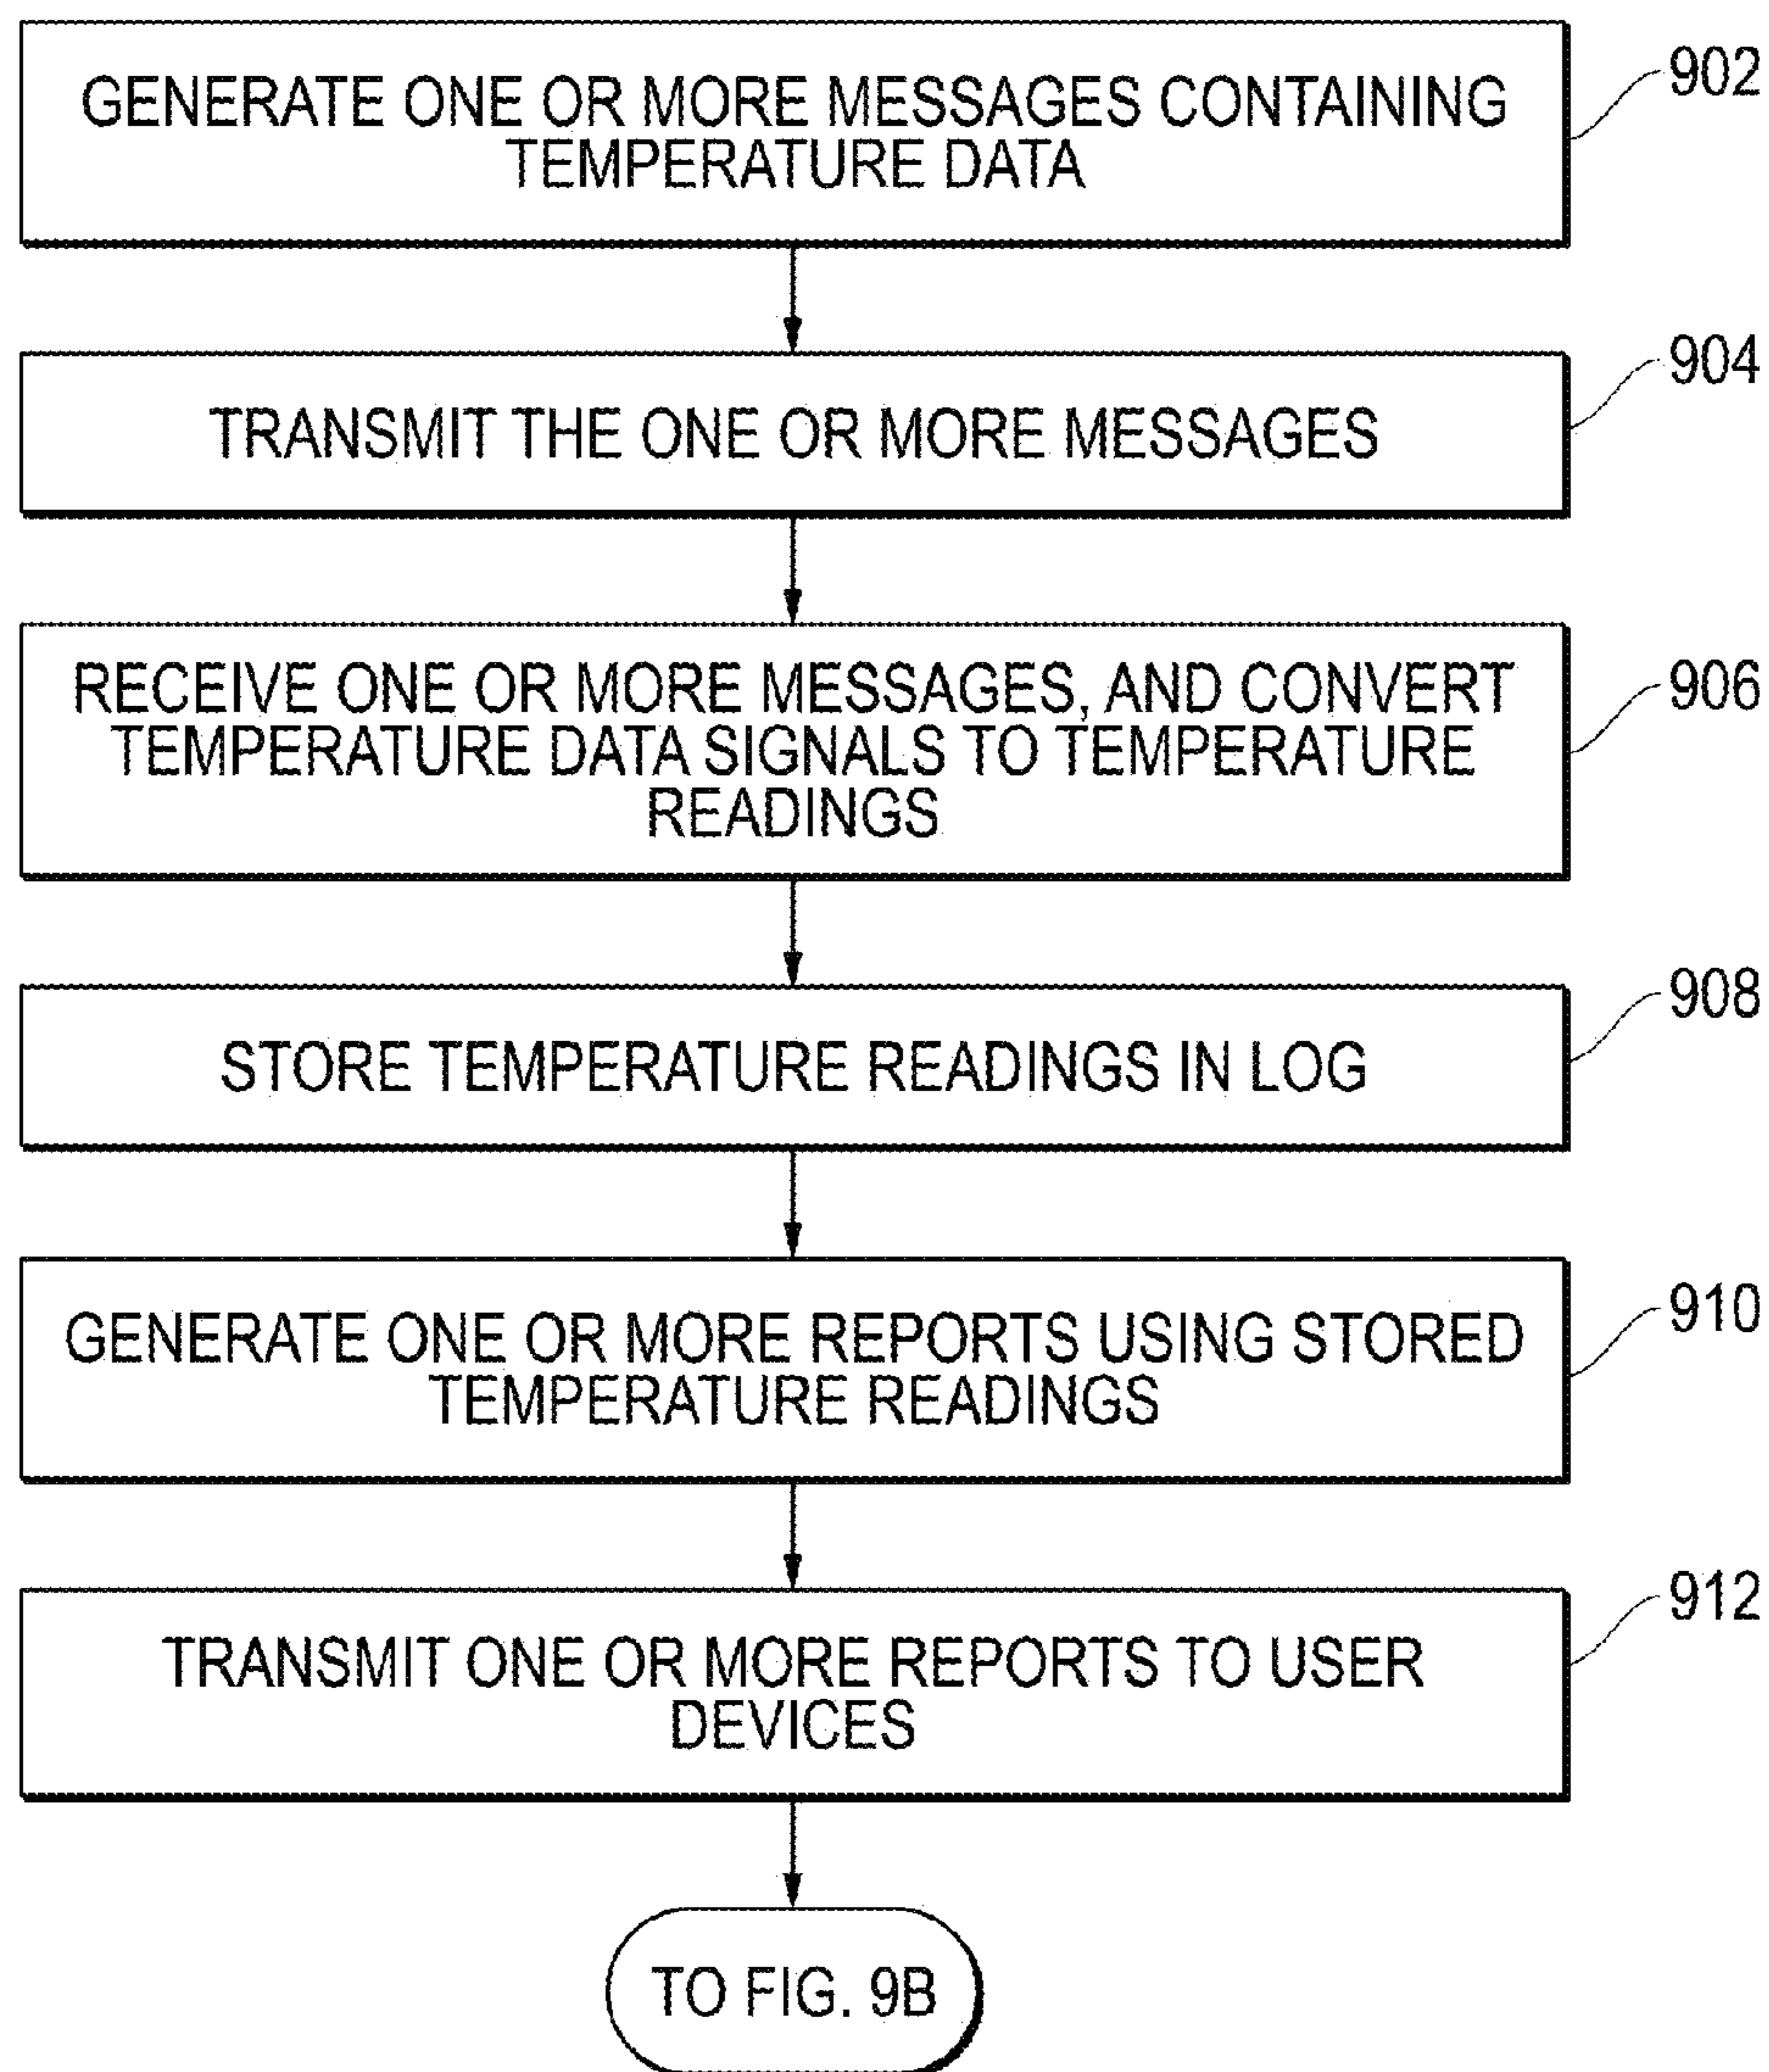 GENERATE ONE OR MORE MESSAGES CONTAINING
TEMPERATURE DATA
902
TRANSMIT THE ONE OR MORE MESSAGES
904
RECEIVE ONE OR MORE MESSAGES, AND CONVERT
TEMPERATURE DATA SIGNALS TO TEMPERATURE
READINGS
906
STORE TEMPERATURE READINGS IN LOG
908
GENERATE ONE OR MORE REPORTS USING STORED
TEMPERATURE READINGS
910
TRANSMIT ONE OR MORE REPORTS TO USER
DEVICES
912
TO FIG. 9B